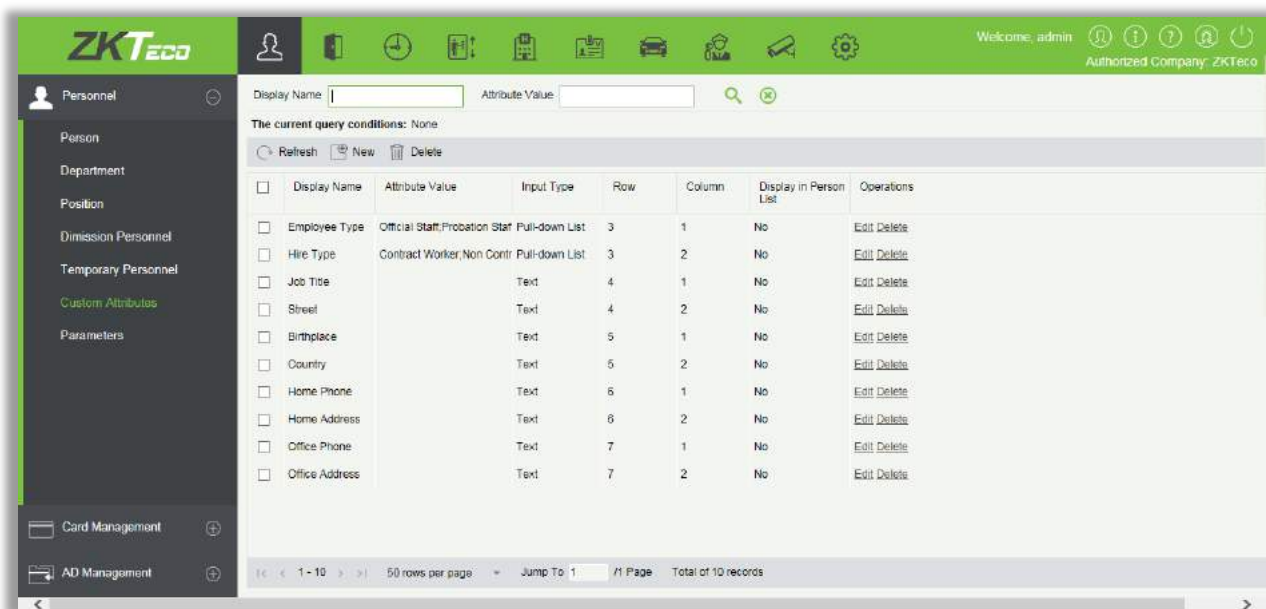 ZKTeco
Welcome, admin
Authorized Company: ZKTeco
Personnel
Person
Department
Position
Dimission Personnel
Temporary Personnel
Custom Attributes
Parameters
Card Management
AD Management
Display Name Attribute Value
The current query conditions: None
Refresh New Delete
Display Name Attribute Value Input Type Row Column Display in Person List Operations
Employee Type Official Staff;Probation Staf Pull-down List 3 1 No Edit Delete
Hire Type Contract Worker;Non Contr Pull-down List 3 2 No Edit Delete
Job Title Text 4 1 No Edit Delete
Street Text 4 2 No Edit Delete
Birthplace Text 5 1 No Edit Delete
Country Text 5 2 No Edit Delete
Home Phone Text 6 1 No Edit Delete
Home Address Text 6 2 No Edit Delete
Office Phone Text 7 1 No Edit Delete
Office Address Text 7 2 No Edit Delete
1 - 10 50 rows per page Jump To 1 /1 Page Total of 10 records